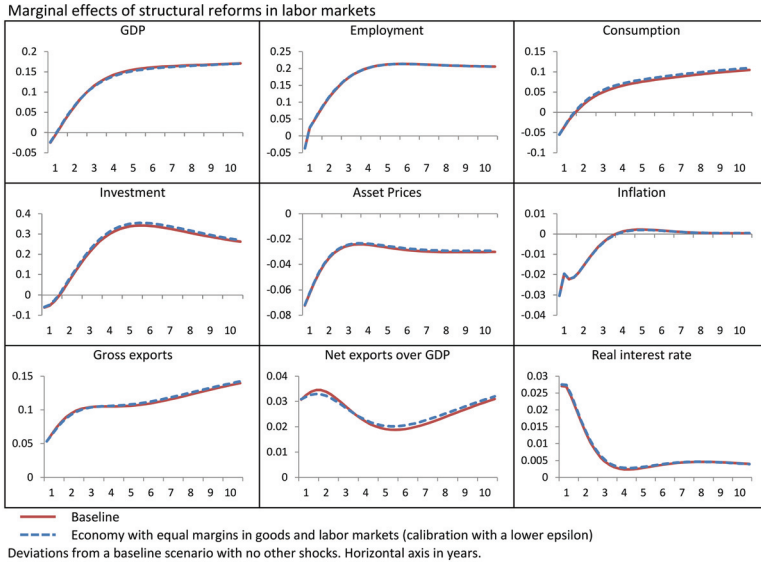 Marginal effects of structural reforms in labor markets
GDP
0.2
0.15
0.1
0.05
0
-0.05
1 2 3 4 5 6 7 8 9 10
Employment
0.25
0.2
0.15
0.1
0.05
0
-0.05
1 2 3 4 5 6 7 8 9 10
Consumption
0.15
0.1
0.05
0
-0.05
-0.1
1 2 3 4 5 6 7 8 9 10
Investment
0.4
0.3
0.2
0.1
0
-0.1
1 2 3 4 5 6 7 8 9 10
Asset Prices
0
-0.02
-0.04
-0.06
-0.08
1 2 3 4 5 6 7 8 9 10
Inflation
0.01
0
-0.01
-0.02
-0.03
-0.04
1 2 3 4 5 6 7 8 9 10
Gross exports
0.15
0.1
0.05
0
1 2 3 4 5 6 7 8 9 10
Net exports over GDP
0.04
0.03
0.02
0.01
0
1 2 3 4 5 6 7 8 9 10
Real interest rate
0.03
0.025
0.02
0.015
0.01
0.005
0
1 2 3 4 5 6 7 8 9 10
Baseline
Economy with equal margins in goods and labor markets (calibration with a lower epsilon)
Deviations from a baseline scenario with no other shocks. Horizontal axis in years.